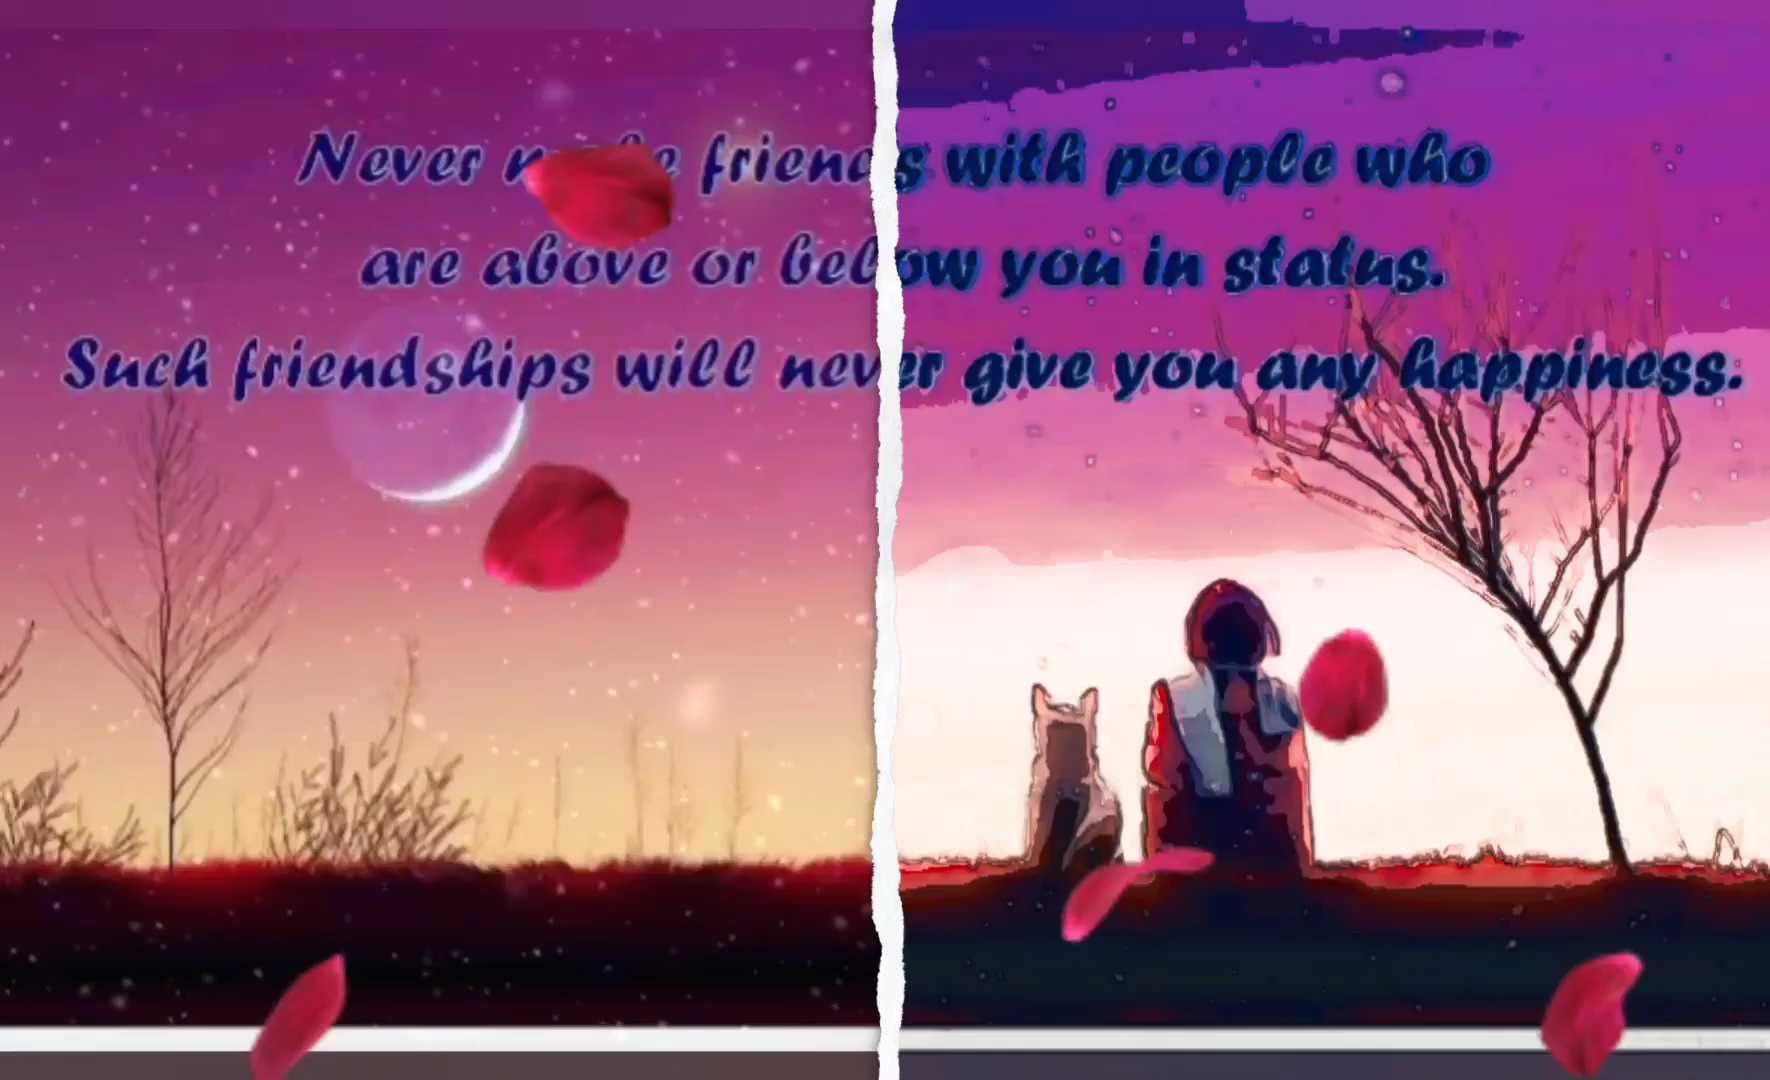 Never make friends with people who
are above or below you in status.
Such friendships will never give you any happiness.